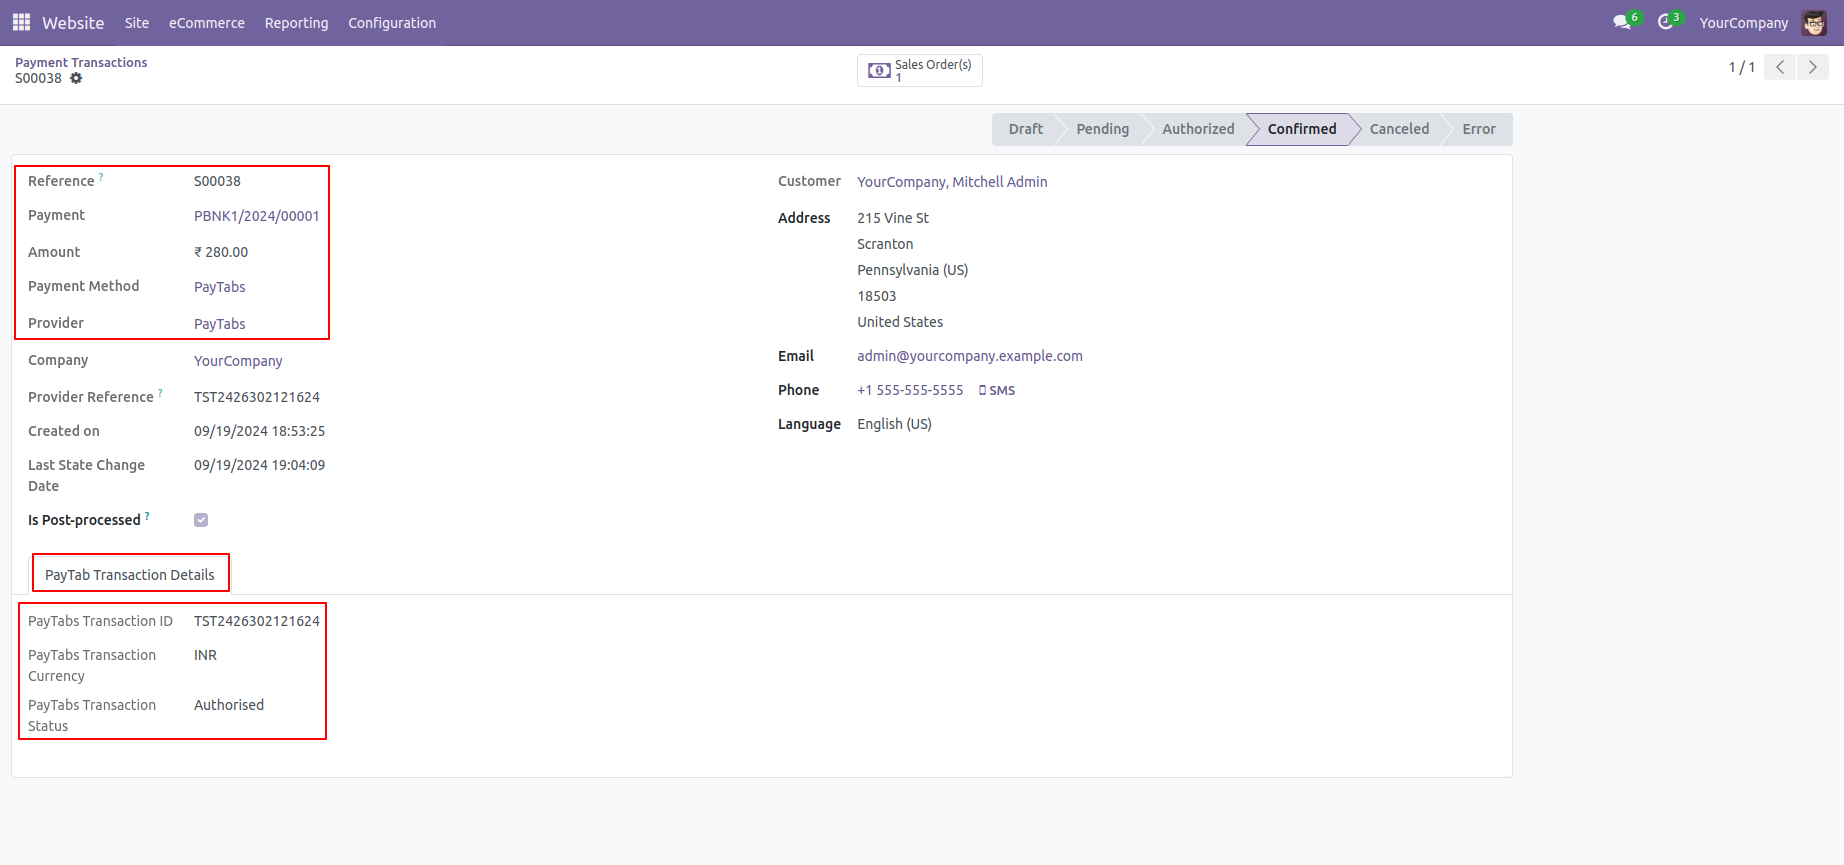 Website Site eCommerce Reporting Configuration 6 3 YourCompany
Payment Transactions
S00038
Sales Order(s)
1
1 / 1
Draft Pending Authorized Confirmed Canceled Error
Reference ? S00038
Payment PBNK1/2024/00001
Amount ₹ 280.00
Payment Method PayTabs
Provider PayTabs
Company YourCompany
Provider Reference ? TST2426302121624
Created on 09/19/2024 18:53:25
Last State Change
Date
09/19/2024 19:04:09
Is Post-processed ?
Customer YourCompany, Mitchell Admin
Address 215 Vine St
Scranton
Pennsylvania (US)
18503
United States
Email admin@yourcompany.example.com
Phone +1 555-555-5555 SMS
Language English (US)
PayTab Transaction Details
PayTabs Transaction ID TST2426302121624
PayTabs Transaction
Currency
INR
PayTabs Transaction
Status
Authorised